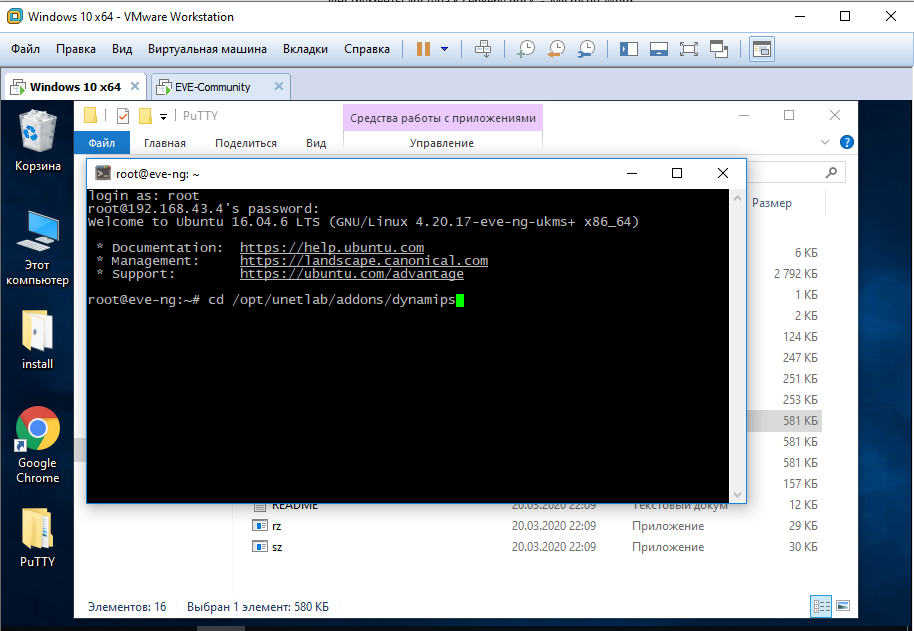 Windows 10 x64 - VMware Workstation
Файл Правка Вид Виртуальная машина Вкладки Справка
Windows 10 x64 EVE-Community
PuTTY
Средства работы с приложениями
Файл Главная Поделиться Вид Управление
Корзина
Этот компьютер
install
Google Chrome
PuTTY
root@eve-ng: ~
login as: root
root@192.168.43.4's password:
Welcome to Ubuntu 16.04.6 LTS (GNU/Linux 4.20.17-eve-ng-ukms+ x86_64)
* Documentation: https://help.ubuntu.com
* Management: https://landscape.canonical.com
* Support: https://ubuntu.com/advantage
root@eve-ng:~# cd /opt/unetlab/addons/dynamips
Размер
6 КБ
2 792 КБ
1 КБ
2 КБ
124 КБ
247 КБ
251 КБ
253 КБ
581 КБ
581 КБ
581 КБ
157 КБ
README 20.03.2020 22:09 Текстовый докум 12 КБ
rz 20.03.2020 22:09 Приложение 29 КБ
sz 20.03.2020 22:09 Приложение 30 КБ
Элементов: 16 Выбран 1 элемент: 580 КБ